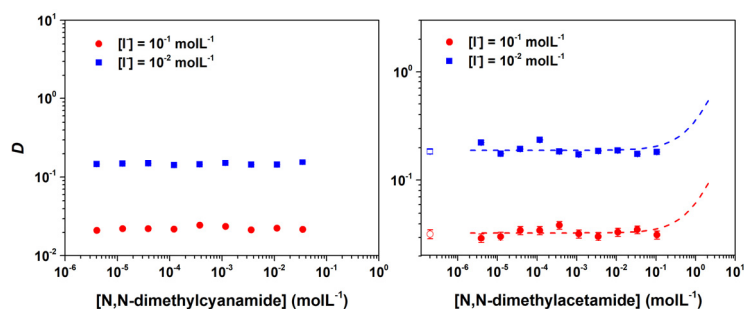 [I⁻] = 10⁻¹ molL⁻¹
[I⁻] = 10⁻² molL⁻¹
10¹
10⁰
10⁻¹
10⁻²
D
10⁻⁶ 10⁻⁵ 10⁻⁴ 10⁻³ 10⁻² 10⁻¹ 10⁰
[N,N-dimethylcyanamide] (molL⁻¹)
[I⁻] = 10⁻¹ molL⁻¹
[I⁻] = 10⁻² molL⁻¹
10⁰
10⁻¹
10⁻⁶ 10⁻⁵ 10⁻⁴ 10⁻³ 10⁻² 10⁻¹ 10⁰ 10¹
[N,N-dimethylacetamide] (molL⁻¹)